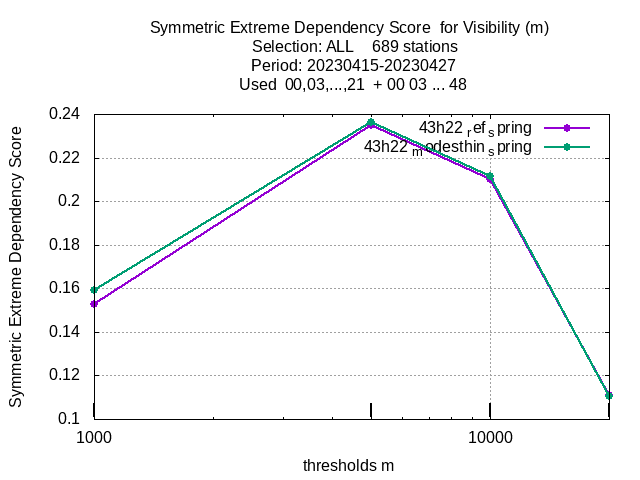 Symmetric Extreme Dependency Score  for Visibility (m)
Selection: ALL    689 stations
Period: 20230415-20230427
Used  00,03,...,21  + 00 03 ... 48
Symmetric Extreme Dependency Score
0.24
0.22
0.2
0.18
0.16
0.14
0.12
0.1
43h22 ref spring
43h22 modesthin spring
1000
10000
thresholds m